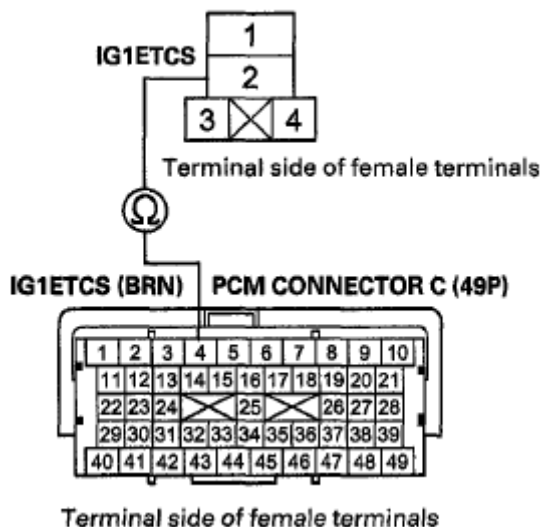 1
IG1ETCS
2
3 4
Terminal side of female terminals
Ω
IG1ETCS (BRN) PCM CONNECTOR C (49P)
1 2 3 4 5 6 7 8 9 10
11 12 13 14 15 16 17 18 19 20 21
22 23 24 25 26 27 28
29 30 31 32 33 34 35 36 37 38 39
40 41 42 43 44 45 46 47 48 49
Terminal side of female terminals